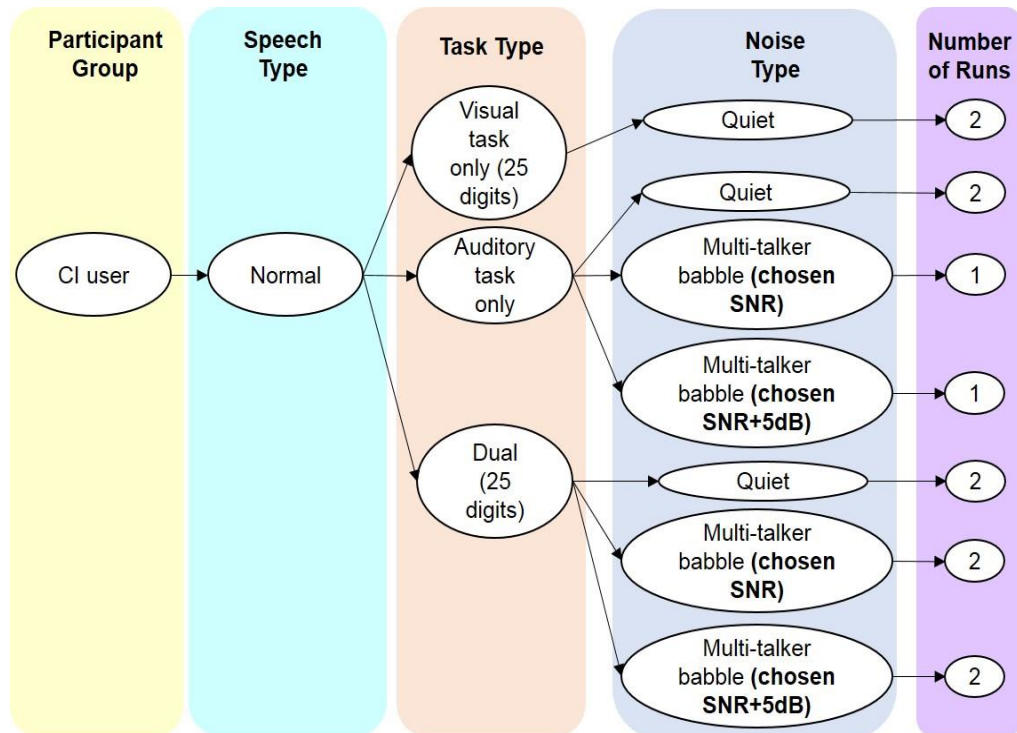 Participant
Group
Speech
Type
Task Type
Noise
Type
Number
of Runs
CI user
Normal
Visual
task
only (25
digits)
Auditory
task
only
Dual
(25
digits)
Quiet
2
Quiet
2
Multi-talker
babble (chosen
SNR)
1
Multi-talker
babble (chosen
SNR+5dB)
1
Quiet
2
Multi-talker
babble (chosen
SNR)
2
Multi-talker
babble (chosen
SNR+5dB)
2